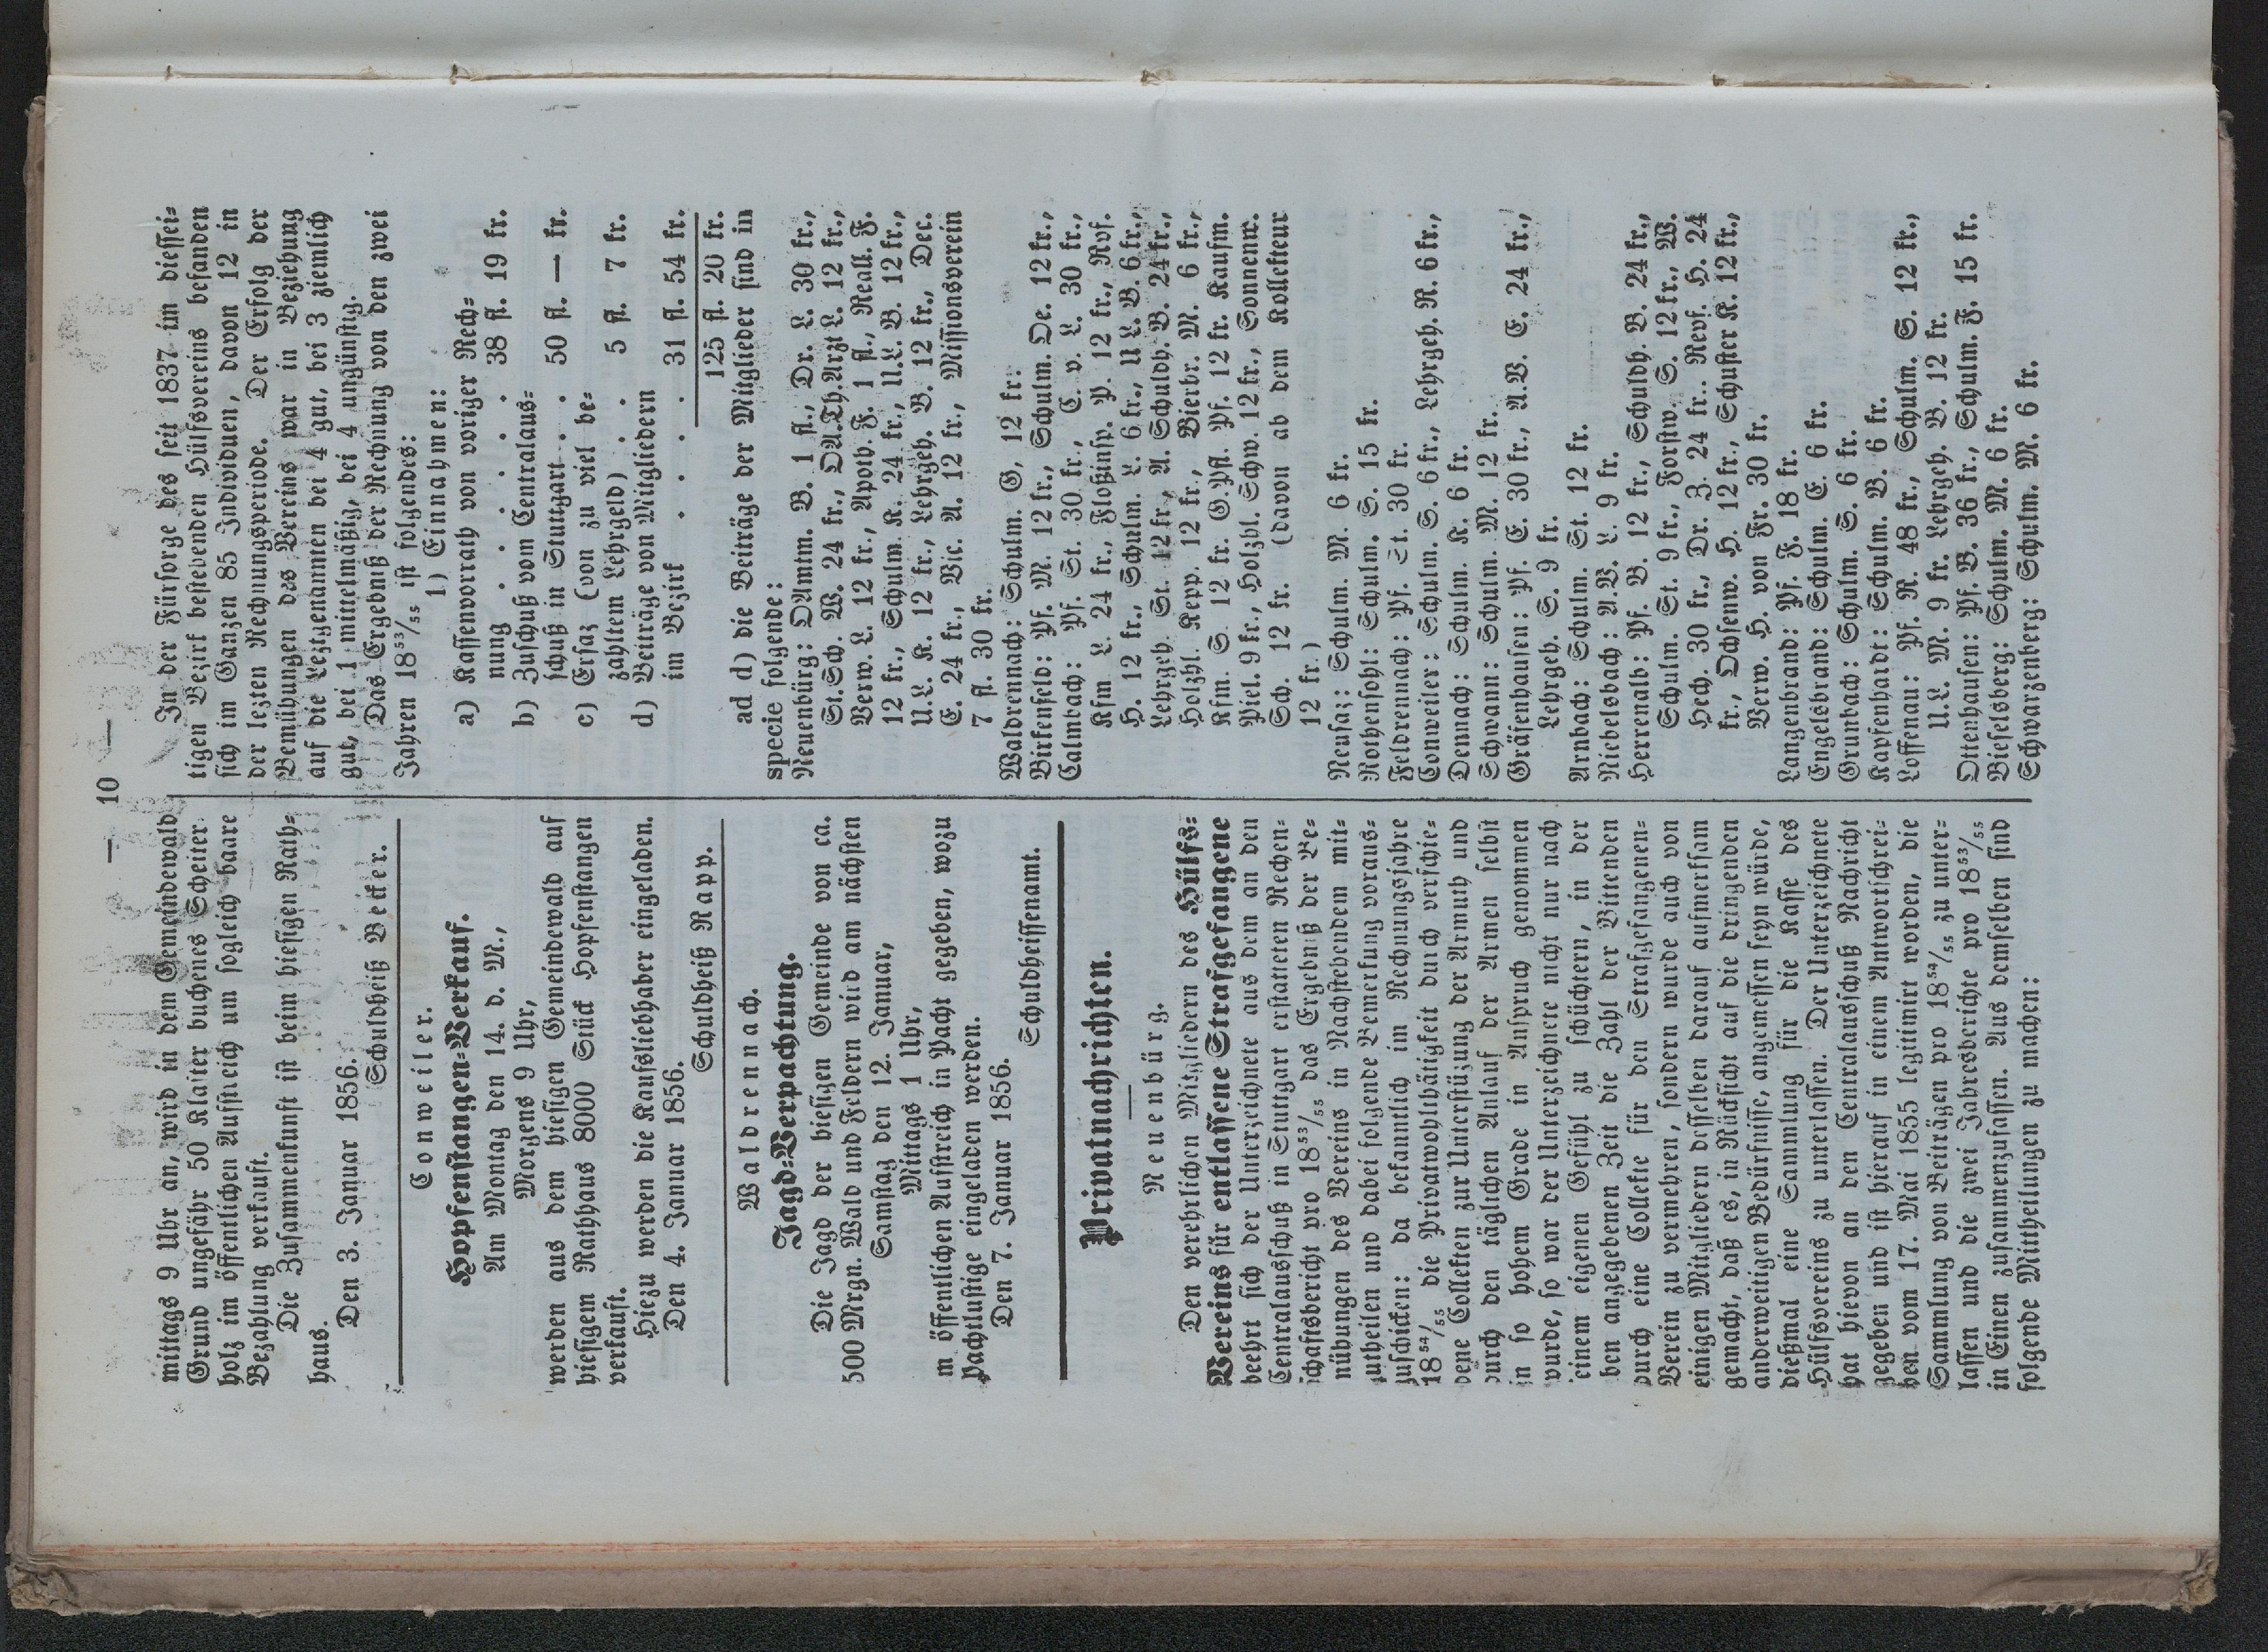 — 10 —
mittags 9 Uhr an, wird in dem Gemeindewald
Grund ungefähr 50 Klafter buchenes Scheiter-
holz im öffentlichen Aufstreich um sogleich baare
Bezahlung verkauft.
Die Zusammenkunft ist beim hiesigen Rath-
haus.
Den 3. Januar 1856.
Schuldheiß Beiker.
Conweiler.
Hopfenstangen-Verkauf.
Am Montag den 14. d. M.,
Morgens 9 Uhr,
werden aus dem hiesigen Gemeindewald auf
hiesigem Rathhaus 8000 Stück Hopfenstangen
verkauft.
Hiezu werden die Kaufsliebhaber eingeladen.
Den 4. Januar 1856.
Schuldheiß Rapp.
Waldrennach.
Jagd-Verpachtung.
Die Jagd der hiesigen Gemeinde von ca.
500 Mrgn. Wald und Feldern wird am nächsten
Samstag den 12. Januar,
Mittags 1 Uhr,
m öffentlichen Aufstreich in Pacht gegeben, wozu
Pachtlustige eingeladen werden.
Den 7. Januar 1856.
Schuldheissenamt.
Privatnachrichten.
Neuenbürg.
Den verehrlichen Mitgliedern des Hülfs-
Vereins für entlassene Strafgefangene
beehrt sich der Unterzeichnete aus dem an den
Centralausschuß in Stuttgart erstatteten Rechen-
schaftsbericht pro 18⁵³/₅₅ das Ergebniß der Be-
mühungen des Vereins in Nachstehendem mit-
zutheilen und dabei folgende Bemerkung voraus-
zuschicken: da bekanntlich im Rechnungsjahre
18⁵⁴/₅₅ die Privatwohlthätigkeit durch verschie-
dene Collekten zur Unterstüzung der Armuth und
durch den täglichen Anlauf der Armen selbst
in so hohem Grade in Anspruch genommen
wurde, so war der Unterzeichnete nicht nur nach
seinem eigenen Gefühl zu schüchtern, in der
ben angegebenen Zeit die Zahl der Bittenden
durch eine Collekte für den Strafgefangenen-
Verein zu vermehren, sondern wurde auch von
einigen Mitgliedern desselben darauf aufmerksam
gemacht, daß es, in Rücksicht auf die dringenden
anderweitigen Bedürfnisse, angemessen seyn würde,
dießmal eine Sammlung für die Kasse des
Hülfsvereins zu unterlassen. Der Unterzeichnete
hat hievon an den Centralausschuß Nachricht
gegeben und ist hierauf in einem Antwortschrei-
ben vom 17. Mai 1855 legitimirt worden, die
Sammlung von Beiträgen pro 18⁵⁴/₅₅ zu unter-
lassen und die zwei Jahresberichte pro 18⁵³/₅₅
in Einen zusammenzufassen. Aus demselben sind
folgende Mittheilungen zu machen:
In der Fürsorge des seit 1837 im diessei-
tigen Bezirk bestehenden Hülfsvereins befanden
sich im Ganzen 85 Individuen, davon 12 in
der lezten Rechnungsperiode. Der Erfolg der
Bemühungen des Vereins war in Beziehung
auf die Leztgenannten bei 4 gut, bei 3 ziemlich
gut, bei 1 mittelmäßig, bei 4 ungünstig.
Das Ergebniß der Rechnung von den zwei
Jahren 18⁵³/₅₅ ist folgendes:
1) Einnahmen:
a) Kassenvorrath von voriger Rech-
nung . . . . . . 38 fl. 19 kr.
b) Zuschuß vom Centralaus-
schuß in Stuttgart . . 50 fl. — kr.
c) Ersaz (von zu viel be-
zahltem Lehrgeld) . . 5 fl. 7 kr.
d) Beiträge von Mitgliedern
im Bezirk . . . . 31 fl. 54 kr.
125 fl. 20 kr.
ad d) die Beiträge der Mitglieder sind in
specie folgende:
Neuenbürg: OAmtm. B. 1 fl., Dr. L. 30 kr.,
St.Sch. W. 24 kr., OA.Th.Arzt L. 12 kr.,
Verw. L. 12 kr., Apoth. F. 1 fl., Reall. F.
12 kr., Schulm. K. 24 kr., U.L. B. 12 kr.,
U.L. K. 12 kr., Lehrgeh. B. 12 kr., Dec.
E. 24 kr., Vic. A. 12 kr., Missionsverein
7 fl. 30 kr.
Waldrennach: Schulm. G, 12 kr:
Birkenfeld: Pf. M. 12 kr., Schulm. De. 12 kr.,
Calmbach: Pf. St. 30 kr., C. v. L. 30 kr.,
Kfm L. 24 kr., Floßinsp. P. 12 kr., Rof.
H. 12 kr., Schulm. L. 6 kr., U L. B. 6 kr.,
Lehrgeh. St. 12 kr., A. Schuldh. B. 24 kr.,
Holzhl. Kepp. 12 kr., Bierbr. M. 6 kr.,
Kfm. S. 12 kr. G.Pfl. Pf. 12 kr. Kaufm.
Piel. 9 kr., Holzhl. Schw. 12 kr., Sonnenw.
Sch. 12 kr. (davon ab dem Kollekteur
12 kr.)
Neusaz: Schulm. M. 6 kr.
Rothensohl: Schulm. S. 15 kr.
Feldrennach: Pf. St. 30 kr.
Conweiler: Schulm. S. 6 kr., Lehrgeh. R. 6 kr.,
Dennach: Schulm. K. 6 kr.
Schwann: Schulm. M. 12 kr.
Gräfenhausen: Pf. E. 30 kr., A.V. E. 24 kr.,
Lehrgeh. S. 9 kr.
Arnbach: Schulm. St. 12 kr.
Niebelsbach: A.V. L. 9 kr.
Herrenalb: Pf. B. 12 kr., Schuldh. B. 24 kr.,
Schulm. St. 9 kr., Forstw. S. 12 kr., W.
Hech. 30 kr., Dr. Z. 24 kr.. Revf. H. 24
kr., Ochsenw. H. 12 kr., Schuster K. 12 kr.,
Verw. H. von Fr. 30 kr.
Langenbrand: Pf. F. 18 kr.
Engelsbrand: Schulm. E. 6 kr.
Grunbach: Schulm. S. 6 kr.
Kapfenhardt: Schulm. B. 6 kr.
Loffenau: Pf. R. 48 kr., Schulm. S. 12 kr.,
U.L. M. 9 kr. Lehrgeh. B. 12 kr.
Ottenhausen: Pf. B. 36 kr., Schulm. F. 15 kr.
Bieselsberg: Schulm. M. 6 kr.
Schwarzenberg: Schulm. M. 6 kr.